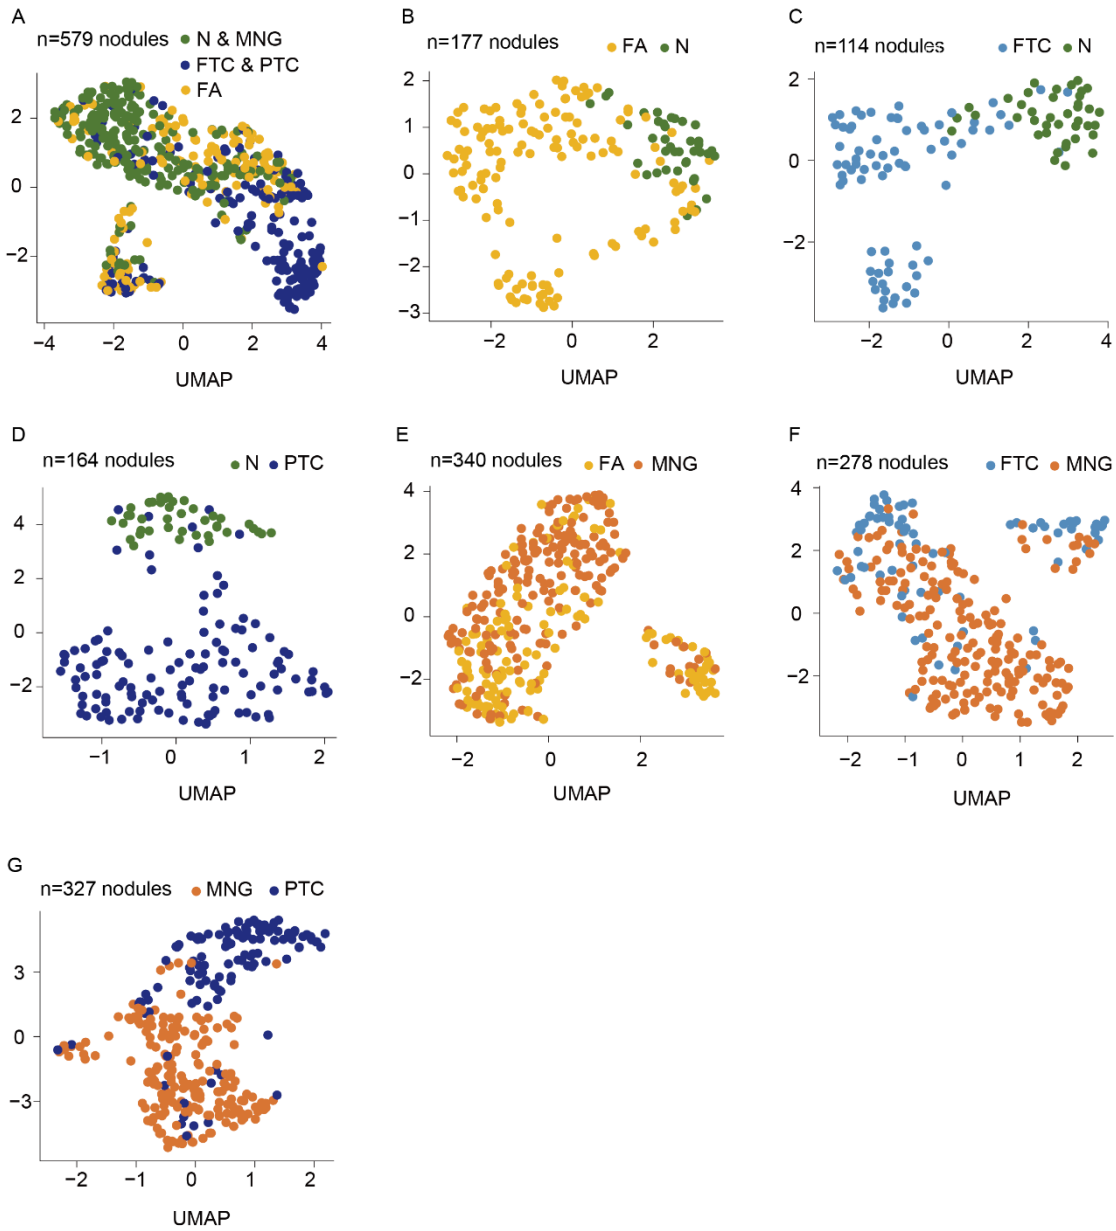 A
n=579 nodules
N & MNG
FTC & PTC
FA
2
0
−2
−4 −2 0 2 4
UMAP
B
n=177 nodules
FA N
2
1
0
−1
−2
−3
−2 0 2
UMAP
C
n=114 nodules
FTC N
2
0
−2
−2 0 2 4
UMAP
D
n=164 nodules
N PTC
4
2
0
−2
−1 0 1 2
UMAP
E
n=340 nodules
FA MNG
4
2
0
−2
−2 0 2
UMAP
F
n=278 nodules
FTC MNG
4
2
0
−2
−2 −1 0 1 2
UMAP
G
n=327 nodules
MNG PTC
3
0
−3
−2 −1 0 1 2
UMAP